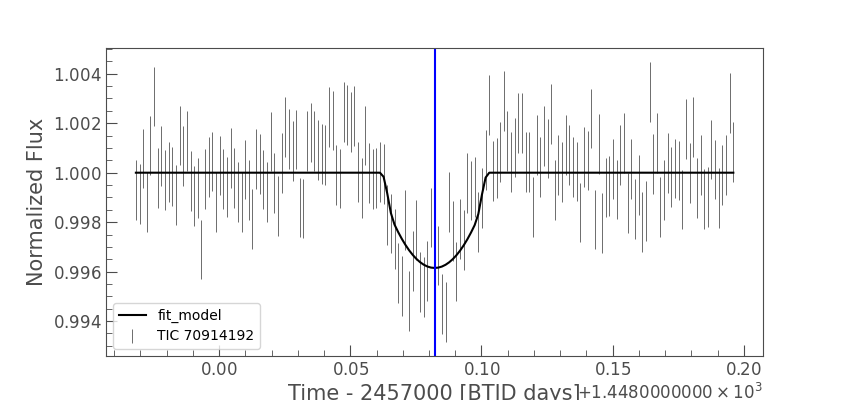 1.004
1.002
1.000
0.998
0.996
0.994
Normalized Flux
fit_model
TIC 70914192
0.00 0.05 0.10 0.15 0.20
Time - 2457000 [BTJD days]
+1.4480000000 × 10³